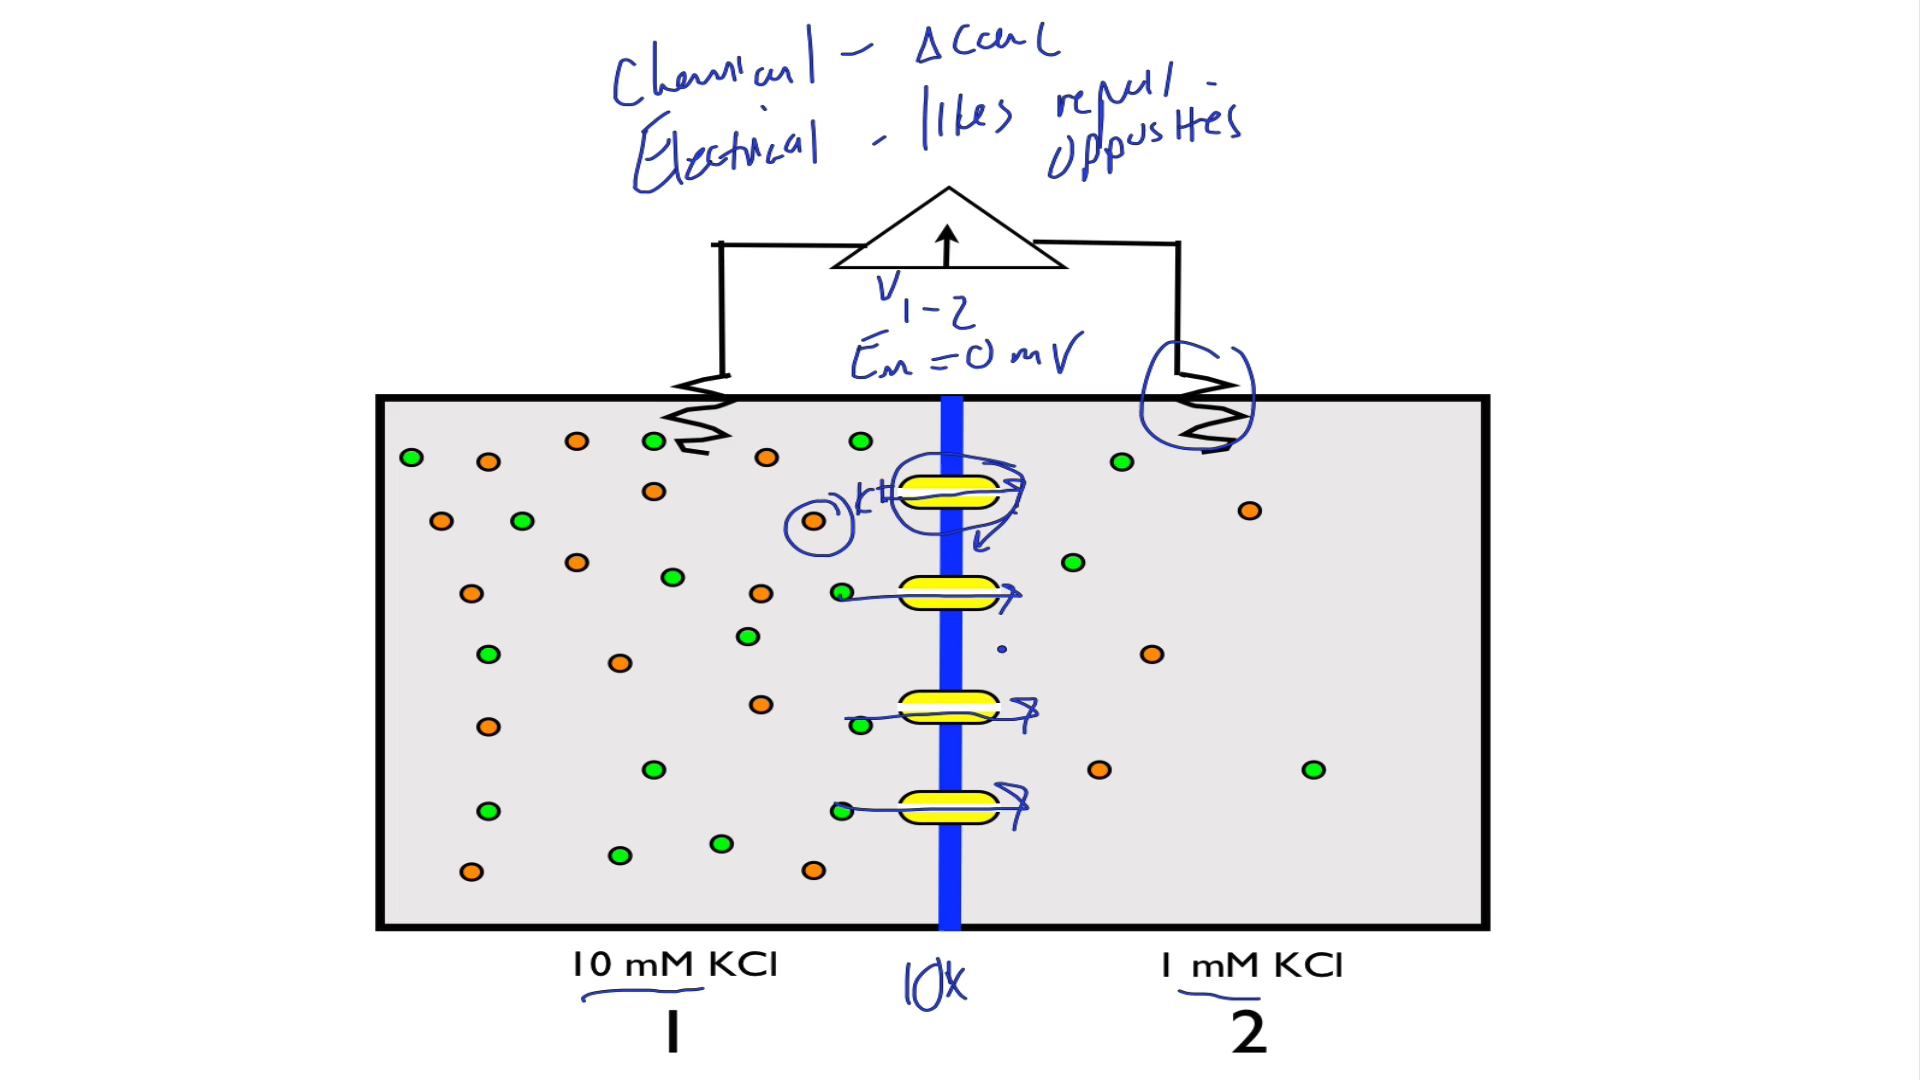 Chemical - Δ conc
Electrical - likes repell -
opposites
V1-2
Em = 0 mV
K+
10 mM KCl
10x
1 mM KCl
1
2